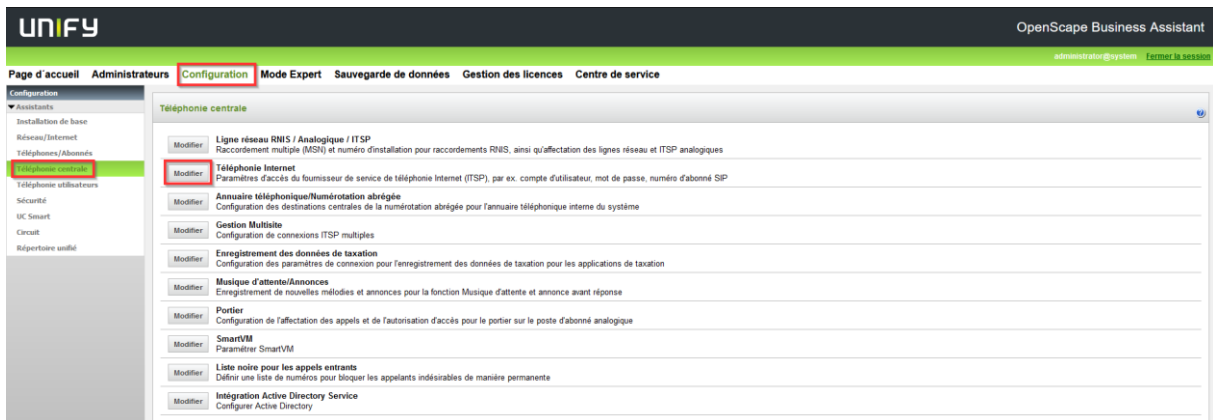 UNIFY
OpenScape Business Assistant
administrator@system Fermer la session
Page d'accueil Administrateurs Configuration Mode Expert Sauvegarde de données Gestion des licences Centre de service
Configuration
Assistants
Installation de base
Réseau/Internet
Téléphones/Abonnés
Téléphonie centrale
Téléphonie utilisateurs
Sécurité
UC Smart
Circuit
Répertoire unifié
Téléphonie centrale
Modifier
Ligne réseau RNIS / Analogique / ITSP
Raccordement multiple (MSN) et numéro d'installation pour raccordements RNIS, ainsi qu'affectation des lignes réseau et ITSP analogiques
Modifier
Téléphonie Internet
Paramètres d'accès du fournisseur de service de téléphonie Internet (ITSP), par ex. compte d'utilisateur, mot de passe, numéro d'abonné SIP
Modifier
Annuaire téléphonique/Numérotation abrégée
Configuration des destinations centrales de la numérotation abrégée pour l'annuaire téléphonique interne du système
Modifier
Gestion Multisite
Configuration de connexions ITSP multiples
Modifier
Enregistrement des données de taxation
Configuration des paramètres de connexion pour l'enregistrement des données de taxation pour les applications de taxation
Modifier
Musique d'attente/Annonces
Enregistrement de nouvelles mélodies et annonces pour la fonction Musique d'attente et annonce avant réponse
Modifier
Portier
Configuration de l'affectation des appels et de l'autorisation d'accès pour le portier sur le poste d'abonné analogique
Modifier
SmartVM
Paramétrer SmartVM
Modifier
Liste noire pour les appels entrants
Définir une liste de numéros pour bloquer les appelants indésirables de manière permanente
Modifier
Intégration Active Directory Service
Configurer Active Directory